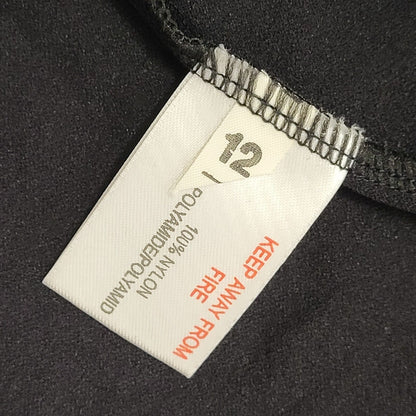 12
100% NYLON
POLYAMIDEPOLYAMID
KEEP AWAY FROM
FIRE